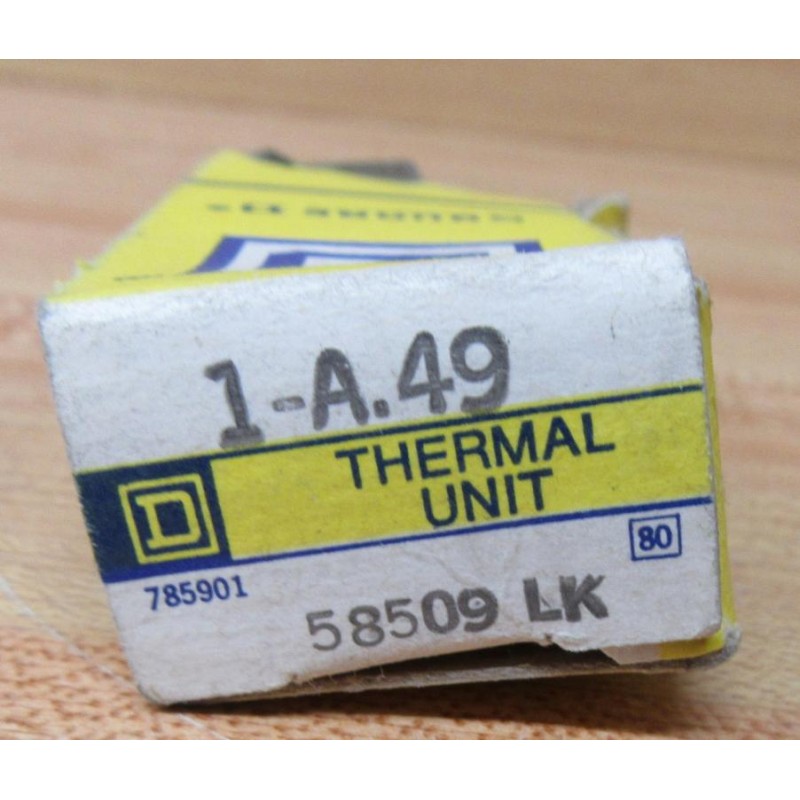 1-A.49
THERMAL
UNIT
D
80
785901
58509 LK